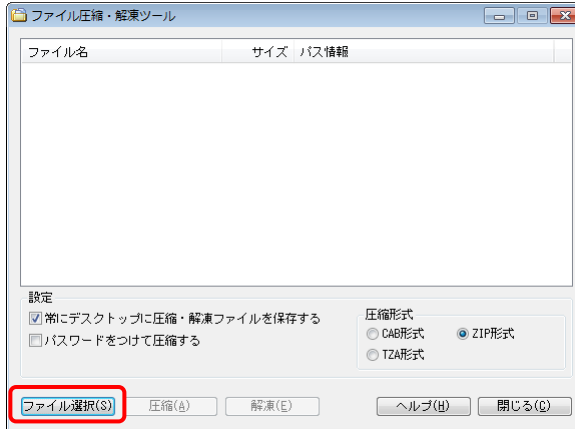 ファイル圧縮・解凍ツール
ファイル名 サイズ パス情報
設定
常にデスクトップに圧縮・解凍ファイルを保存する
パスワードをつけて圧縮する
圧縮形式
CAB形式 ZIP形式
TZA形式
ファイル選択(S) 圧縮(A) 解凍(E) ヘルプ(H) 閉じる(C)